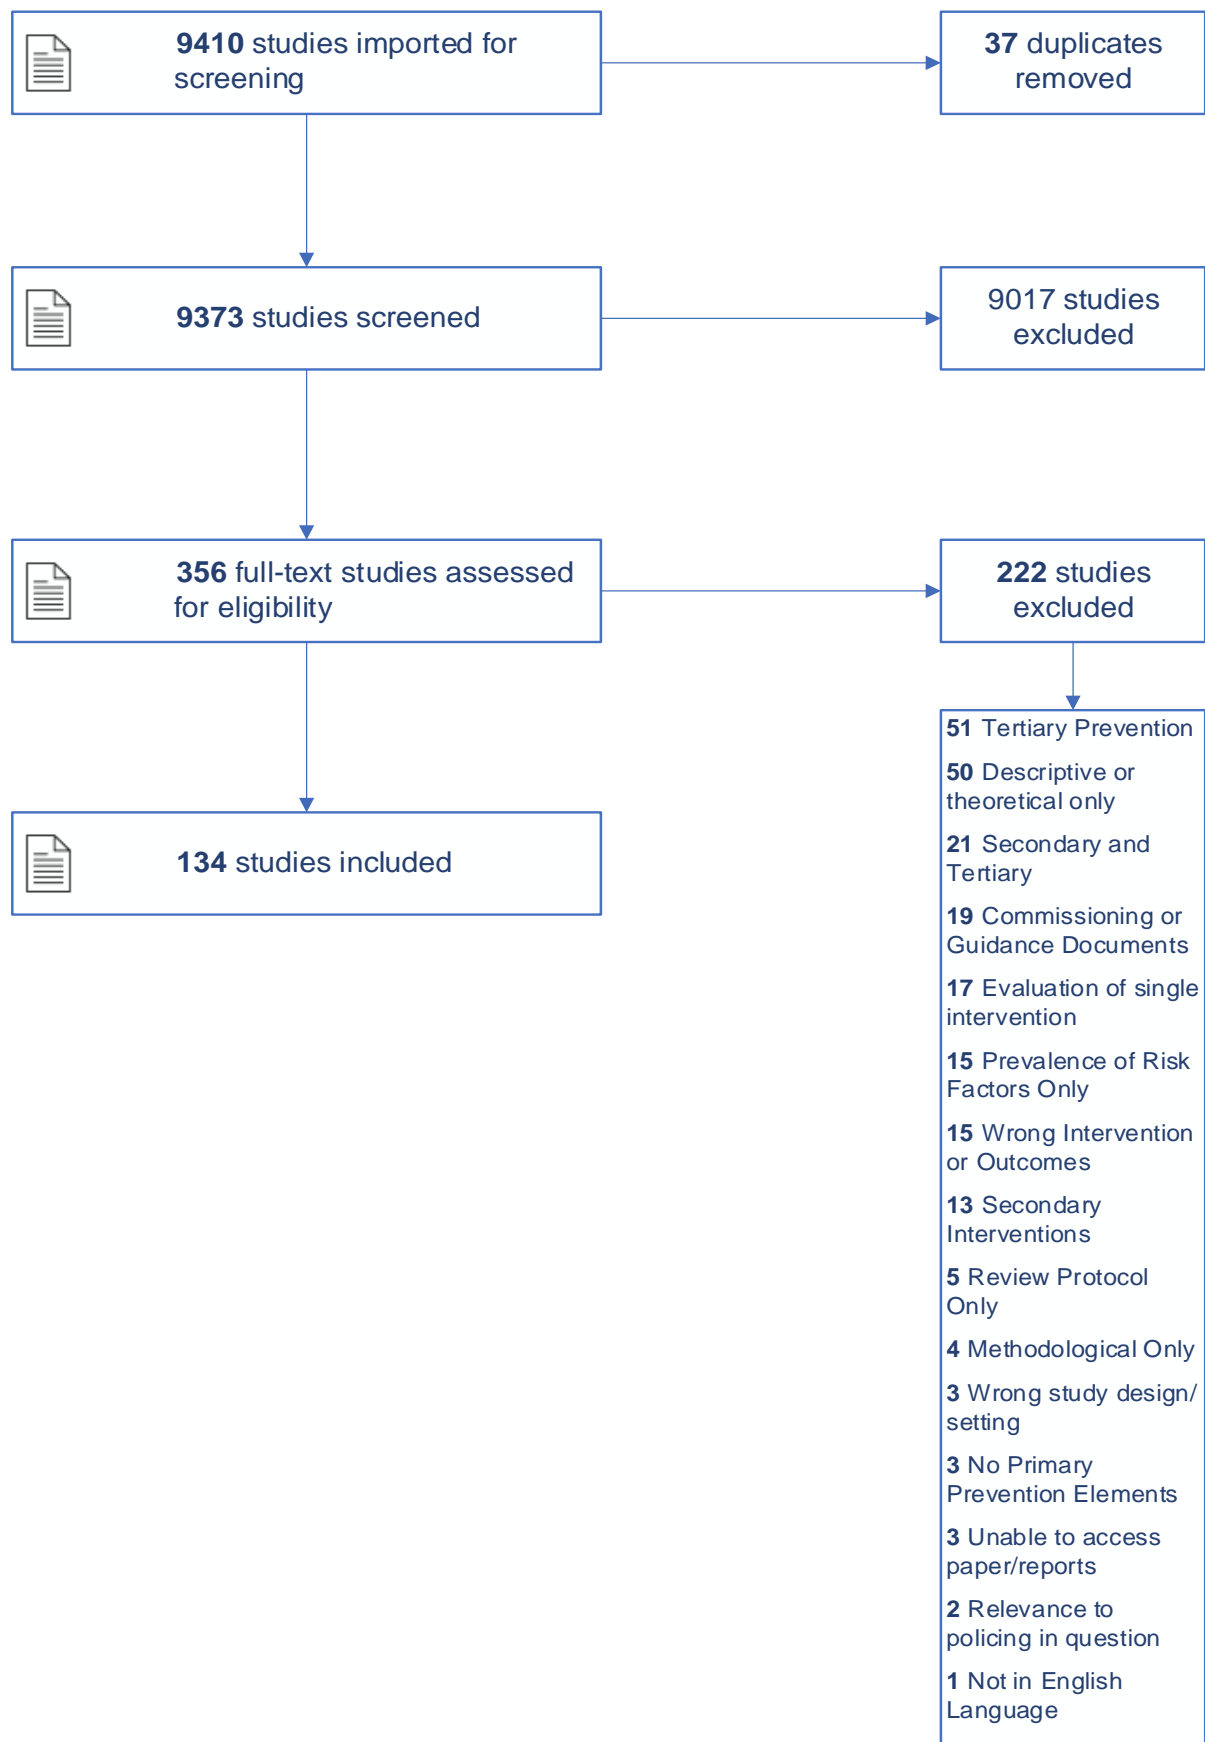 9410 studies imported for
screening
37 duplicates
removed
9373 studies screened
9017 studies
excluded
356 full-text studies assessed
for eligibility
222 studies
excluded
51 Tertiary Prevention
50 Descriptive or
theoretical only
21 Secondary and
Tertiary
19 Commissioning or
Guidance Documents
17 Evaluation of single
intervention
15 Prevalence of Risk
Factors Only
15 Wrong Intervention
or Outcomes
13 Secondary
Interventions
5 Review Protocol
Only
4 Methodological Only
3 Wrong study design/
setting
3 No Primary
Prevention Elements
3 Unable to access
paper/reports
2 Relevance to
policing in question
1 Not in English
Language
134 studies included